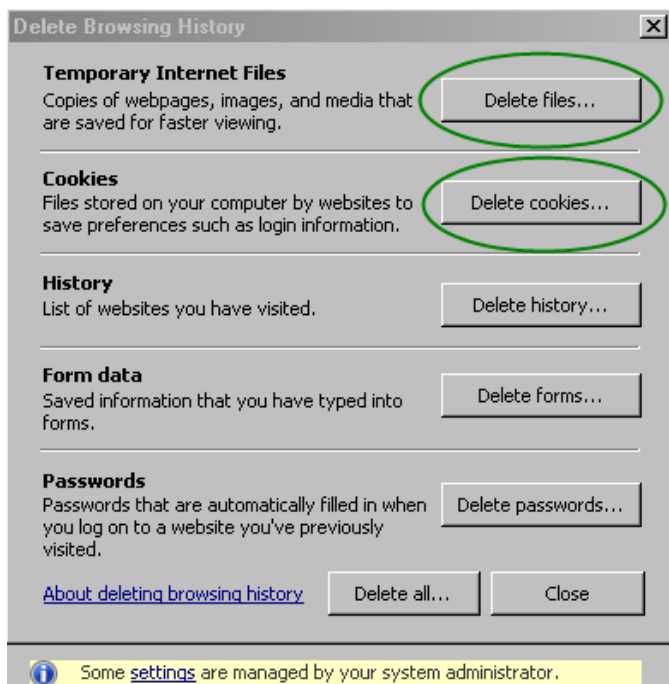 Delete Browsing History
Temporary Internet Files
Copies of webpages, images, and media that
are saved for faster viewing.
Delete files...
Cookies
Files stored on your computer by websites to
save preferences such as login information.
Delete cookies...
History
List of websites you have visited.
Delete history...
Form data
Saved information that you have typed into
forms.
Delete forms...
Passwords
Passwords that are automatically filled in when
you log on to a website you've previously
visited.
Delete passwords...
About deleting browsing history
Delete all...
Close
Some settings are managed by your system administrator.